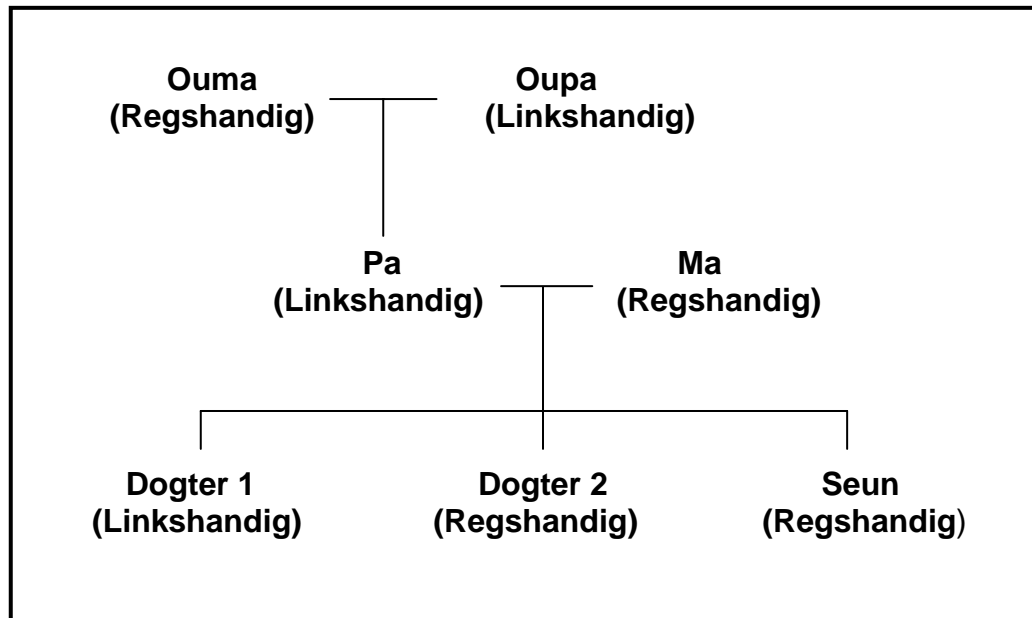 Ouma
(Regshandig)
Oupa
(Linkshandig)
Pa
(Linkshandig)
Ma
(Regshandig)
Dogter 1
(Linkshandig)
Dogter 2
(Regshandig)
Seun
(Regshandig)